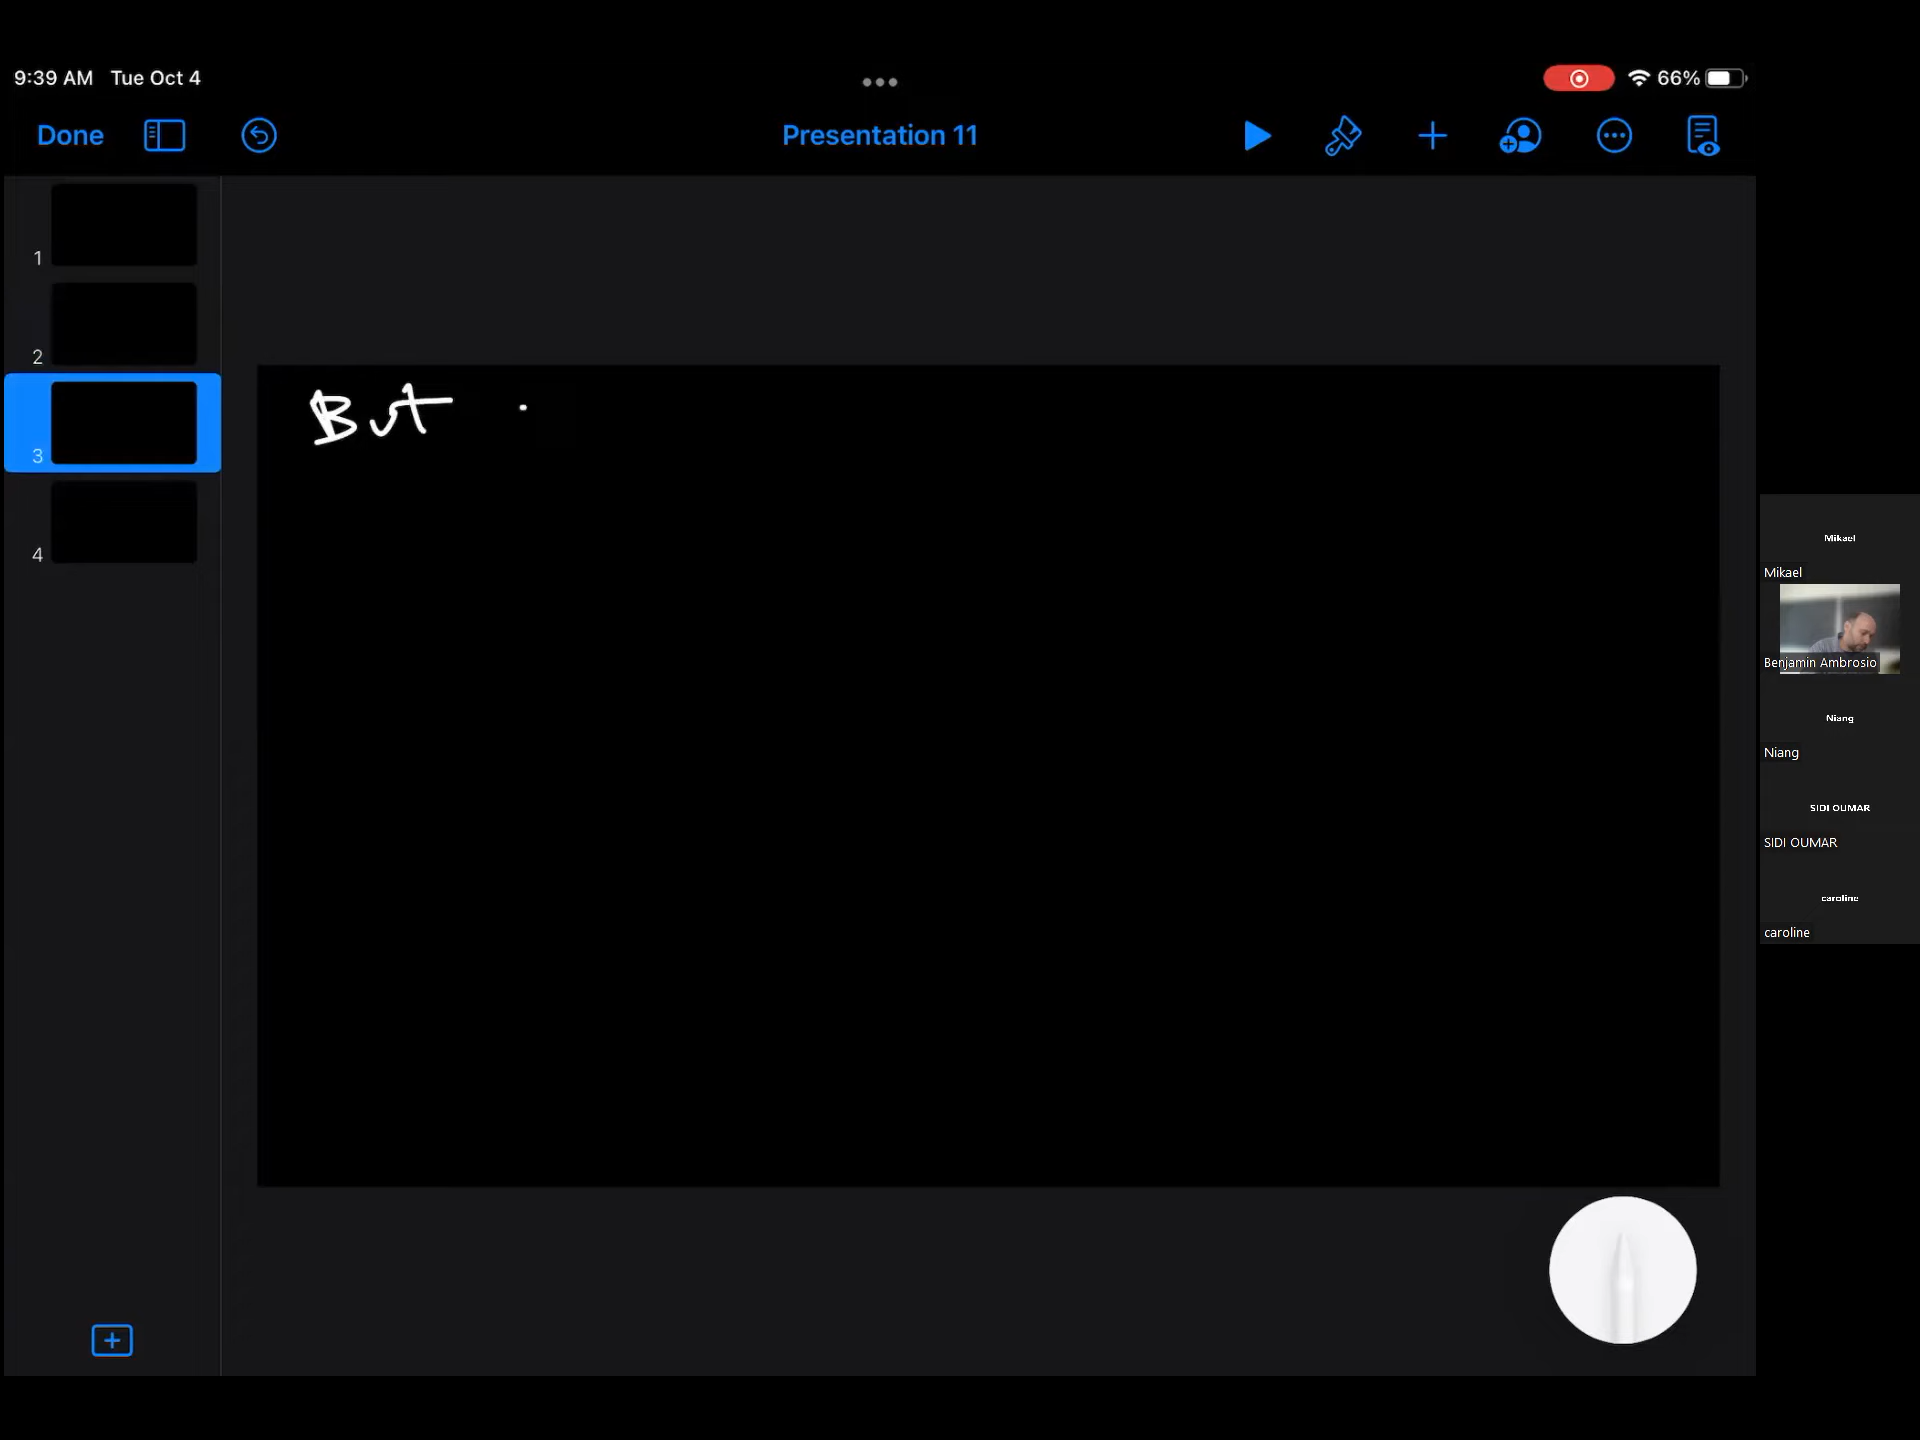 9:39 AM Tue Oct 4
66%
Done
Presentation 11
1
2
3
4
But .
Mikael
Mikael
Benjamin Ambrosio
Niang
Niang
SIDI OUMAR
SIDI OUMAR
caroline
caroline